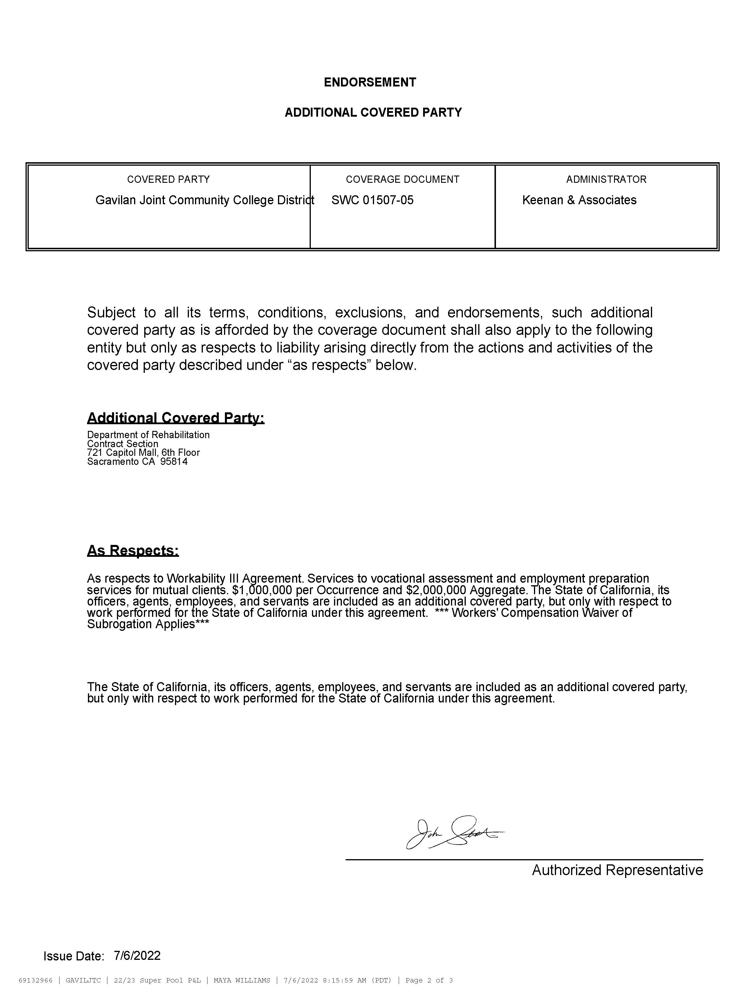 ENDORSEMENT
ADDITIONAL COVERED PARTY
COVERED PARTY
Gavilan Joint Community College District
COVERAGE DOCUMENT
SWC 01507-05
ADMINISTRATOR
Keenan & Associates
Subject to all its terms, conditions, exclusions, and endorsements, such additional
covered party as is afforded by the coverage document shall also apply to the following
entity but only as respects to liability arising directly from the actions and activities of the
covered party described under “as respects” below.
Additional Covered Party:
Department of Rehabilitation
Contract Section
721 Capitol Mall, 6th Floor
Sacramento CA  95814
As Respects:
As respects to Workability III Agreement. Services to vocational assessment and employment preparation
services for mutual clients. $1,000,000 per Occurrence and $2,000,000 Aggregate. The State of California, its
officers, agents, employees, and servants are included as an additional covered party, but only with respect to
work performed for the State of California under this agreement.  *** Workers' Compensation Waiver of
Subrogation Applies***
The State of California, its officers, agents, employees, and servants are included as an additional covered party,
but only with respect to work performed for the State of California under this agreement.
John
Authorized Representative
Issue Date: 7/6/2022
69132966 | GAVILJTC | 22/23 Super Pool P&L | MAYA WILLIAMS | 7/6/2022 8:15:59 AM (PDT) | Page 2 of 3